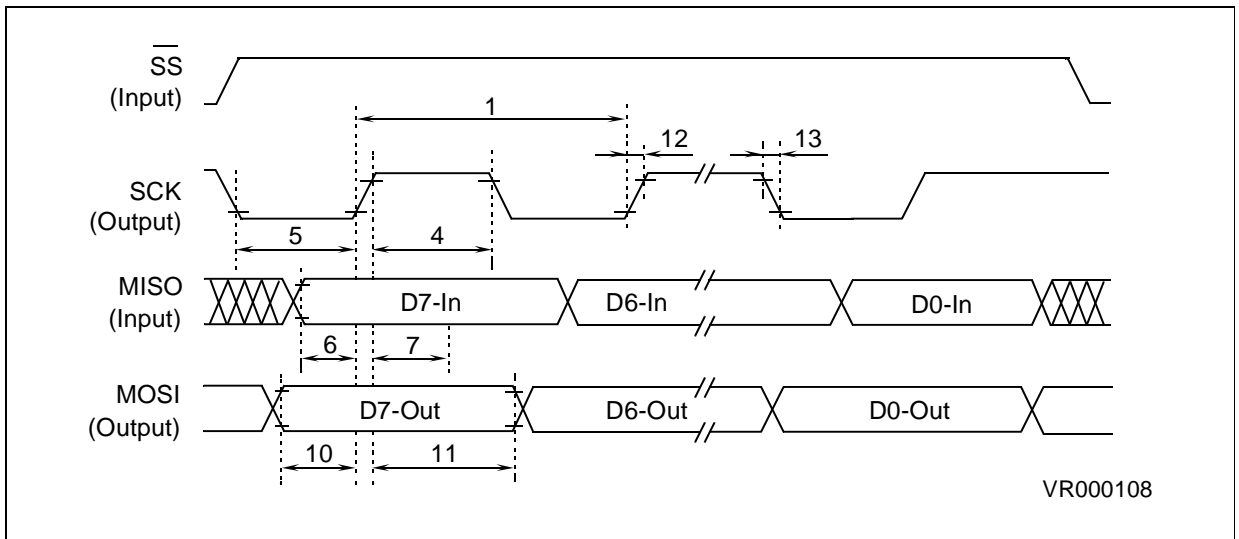 SS
(Input)
1
12
13
SCK
(Output)
5
4
MISO
(Input)
D7-In
D6-In
D0-In
6
7
MOSI
(Output)
D7-Out
D6-Out
D0-Out
10
11
VR000108